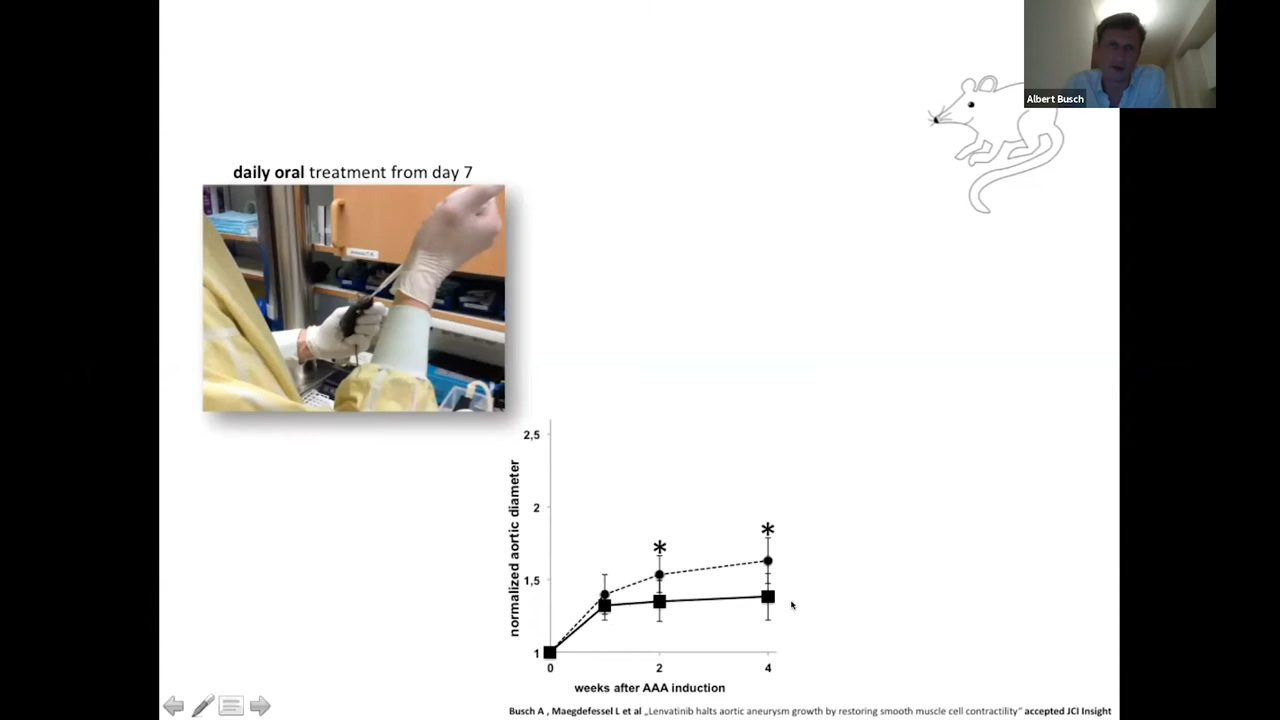 Albert Busch
daily oral treatment from day 7
2,5
2
1,5
1
normalized aortic diameter
*
*
0
2
4
weeks after AAA induction
Busch A , Maegdefessel L et al „Lenvatinib halts aortic aneurysm growth by restoring smooth muscle cell contractility“ accepted JCI Insight